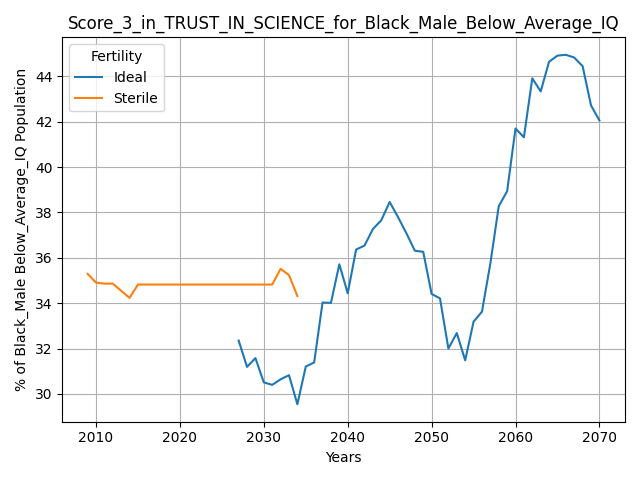 Score_3_in_TRUST_IN_SCIENCE_for_Black_Male_Below_Average_IQ
Fertility
Ideal
Sterile
% of Black_Male Below_Average_IQ Population
44
42
40
38
36
34
32
30
2010 2020 2030 2040 2050 2060 2070
Years